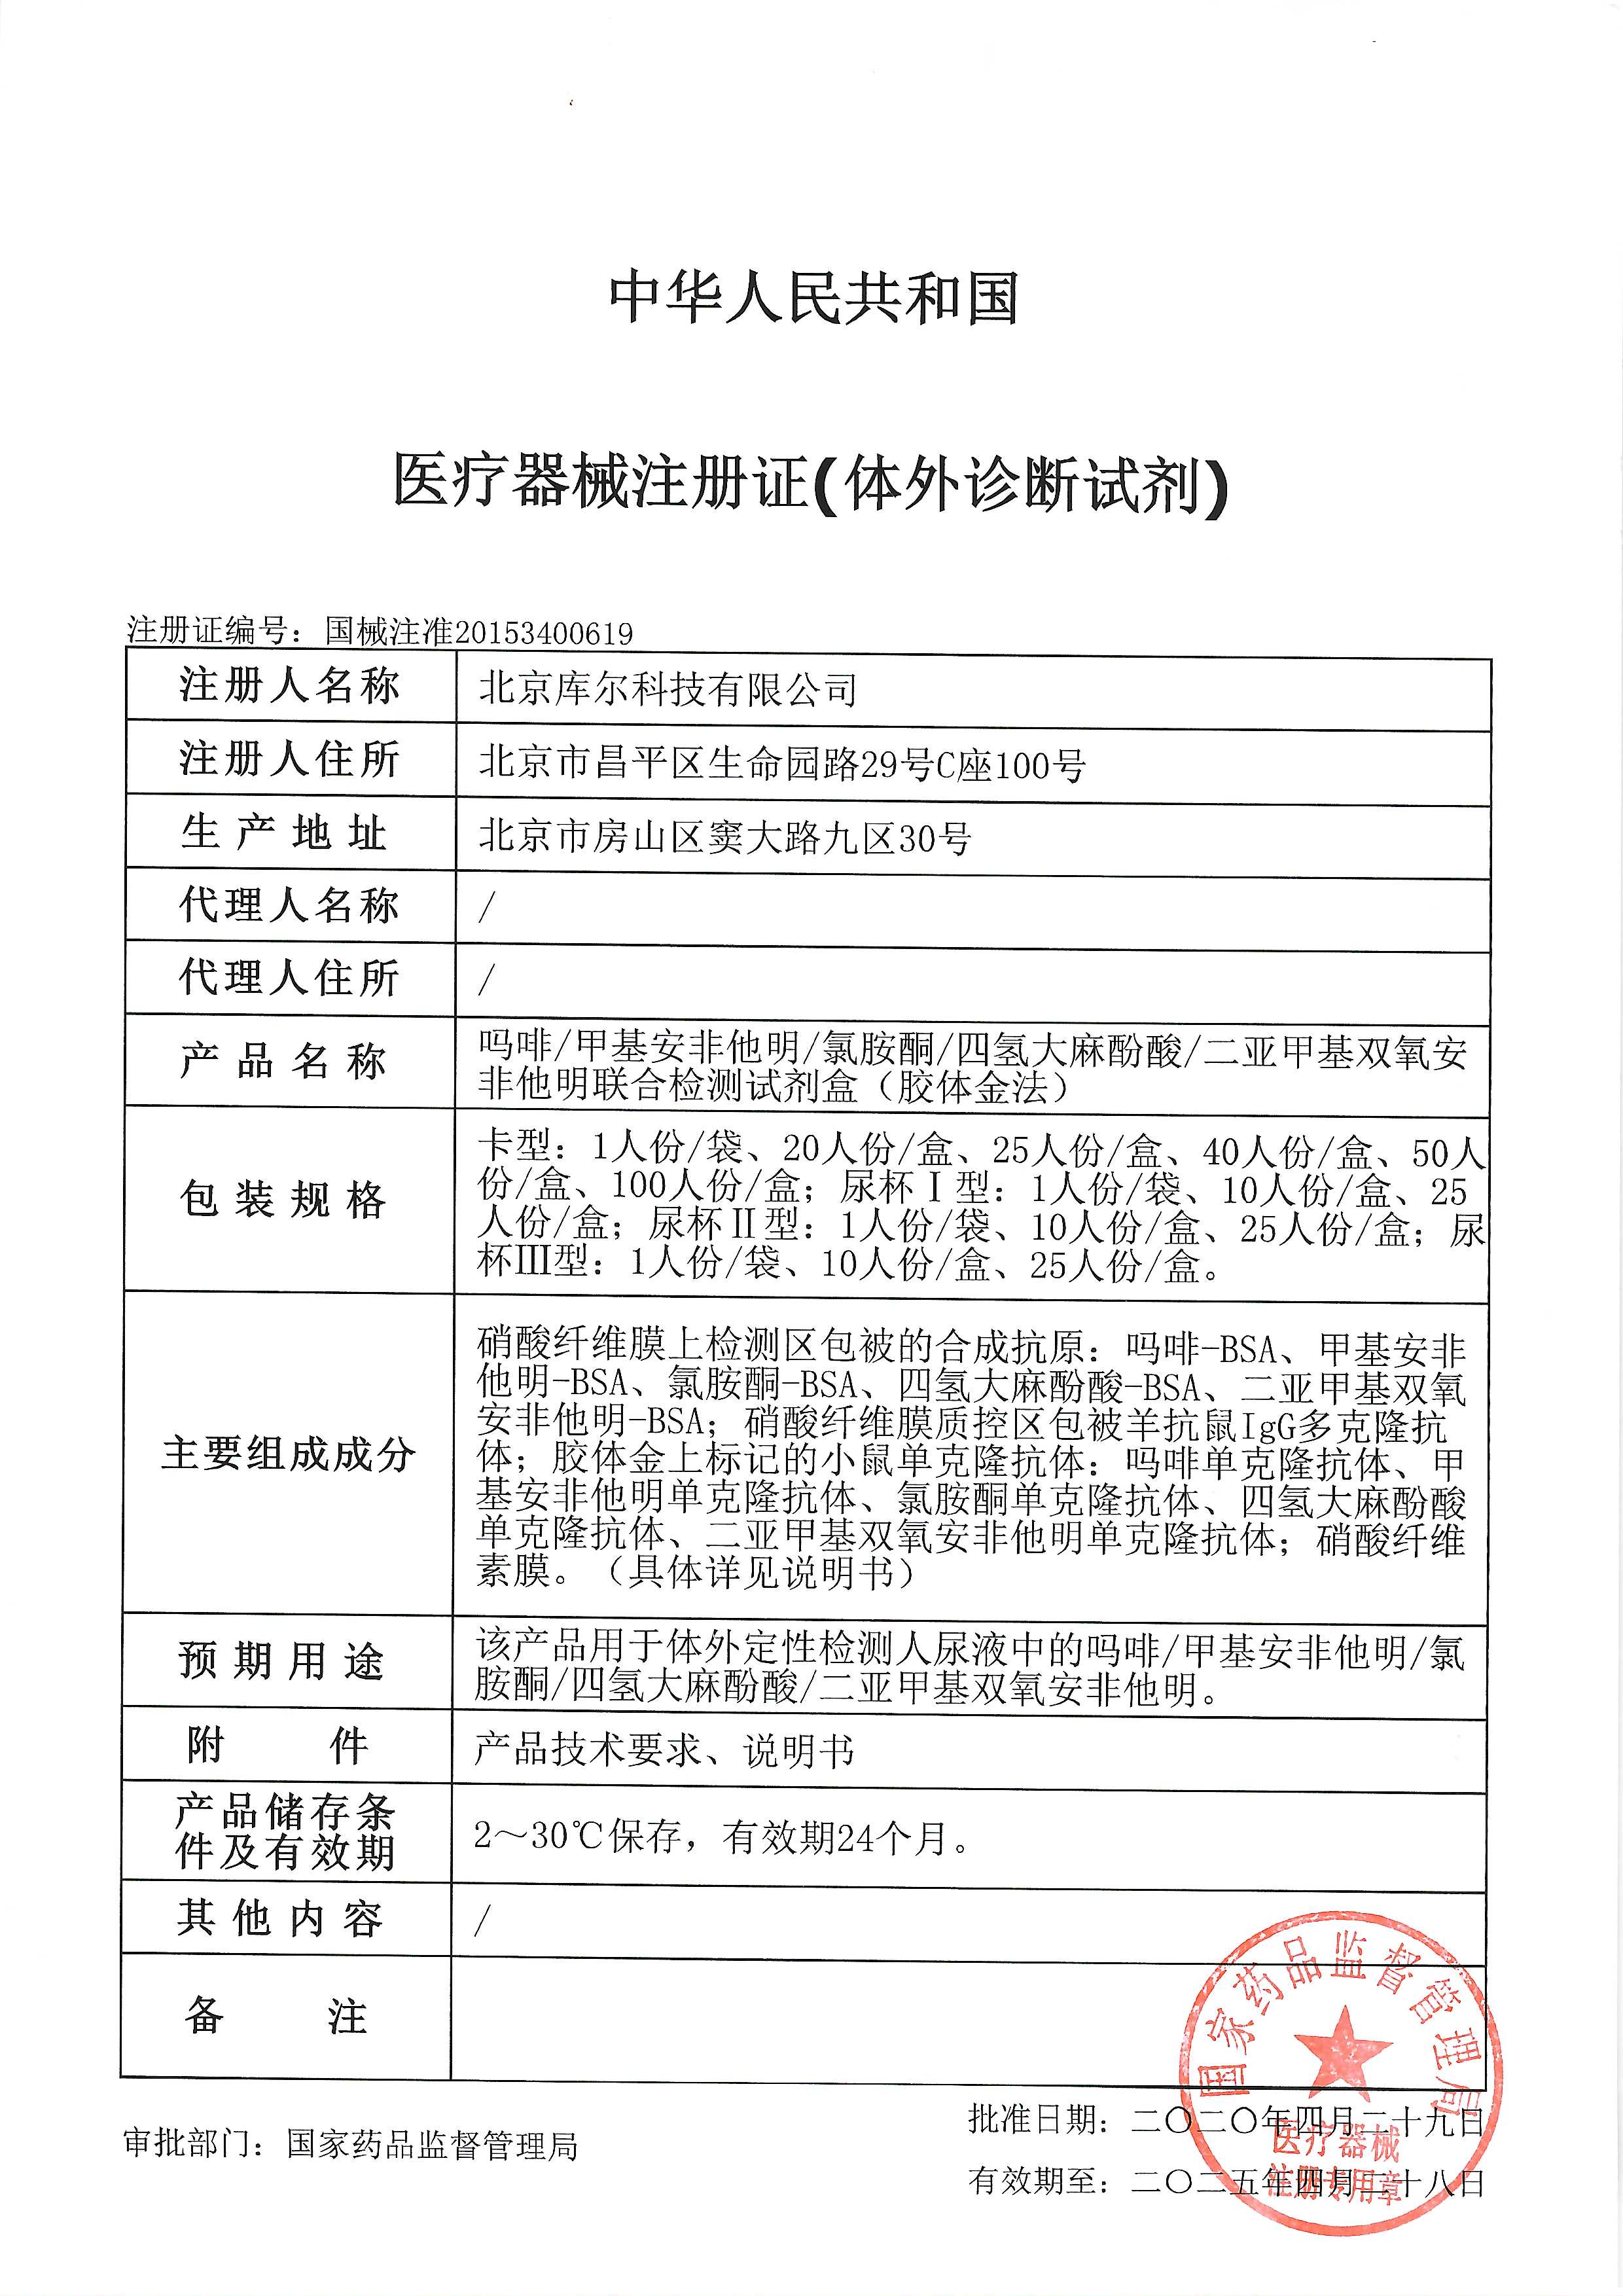 中华人民共和国
医疗器械注册证(体外诊断试剂)
注册证编号：国械注准20153400619
注册人名称 北京库尔科技有限公司
注册人住所 北京市昌平区生命园路29号C座100号
生产地址 北京市房山区窦大路九区30号
代理人名称 /
代理人住所 /
产品名称
吗啡/甲基安非他明/氯胺酮/四氢大麻酚酸/二亚甲基双氧安
非他明联合检测试剂盒（胶体金法）
包装规格
卡型：1人份/袋、20人份/盒、25人份/盒、40人份/盒、50人
份/盒、100人份/盒；尿杯Ⅰ型：1人份/袋、10人份/盒、25
人份/盒；尿杯Ⅱ型：1人份/袋、10人份/盒、25人份/盒；尿
杯Ⅲ型：1人份/袋、10人份/盒、25人份/盒。
主要组成成分
硝酸纤维膜上检测区包被的合成抗原：吗啡-BSA、甲基安非
他明-BSA、氯胺酮-BSA、四氢大麻酚酸-BSA、二亚甲基双氧
安非他明-BSA；硝酸纤维膜质控区包被羊抗鼠IgG多克隆抗
体；胶体金上标记的小鼠单克隆抗体：吗啡单克隆抗体、甲
基安非他明单克隆抗体、氯胺酮单克隆抗体、四氢大麻酚酸
单克隆抗体、二亚甲基双氧安非他明单克隆抗体；硝酸纤维
素膜。（具体详见说明书）
预期用途
该产品用于体外定性检测人尿液中的吗啡/甲基安非他明/氯
胺酮/四氢大麻酚酸/二亚甲基双氧安非他明。
附件 产品技术要求、说明书
产品储存条
件及有效期
2～30℃保存，有效期24个月。
其他内容 /
备注
审批部门：国家药品监督管理局
批准日期：二〇二〇年四月二十九日
有效期至：二〇二五年四月二十八日
国家药品监督管理局
医疗器械
注册专用章